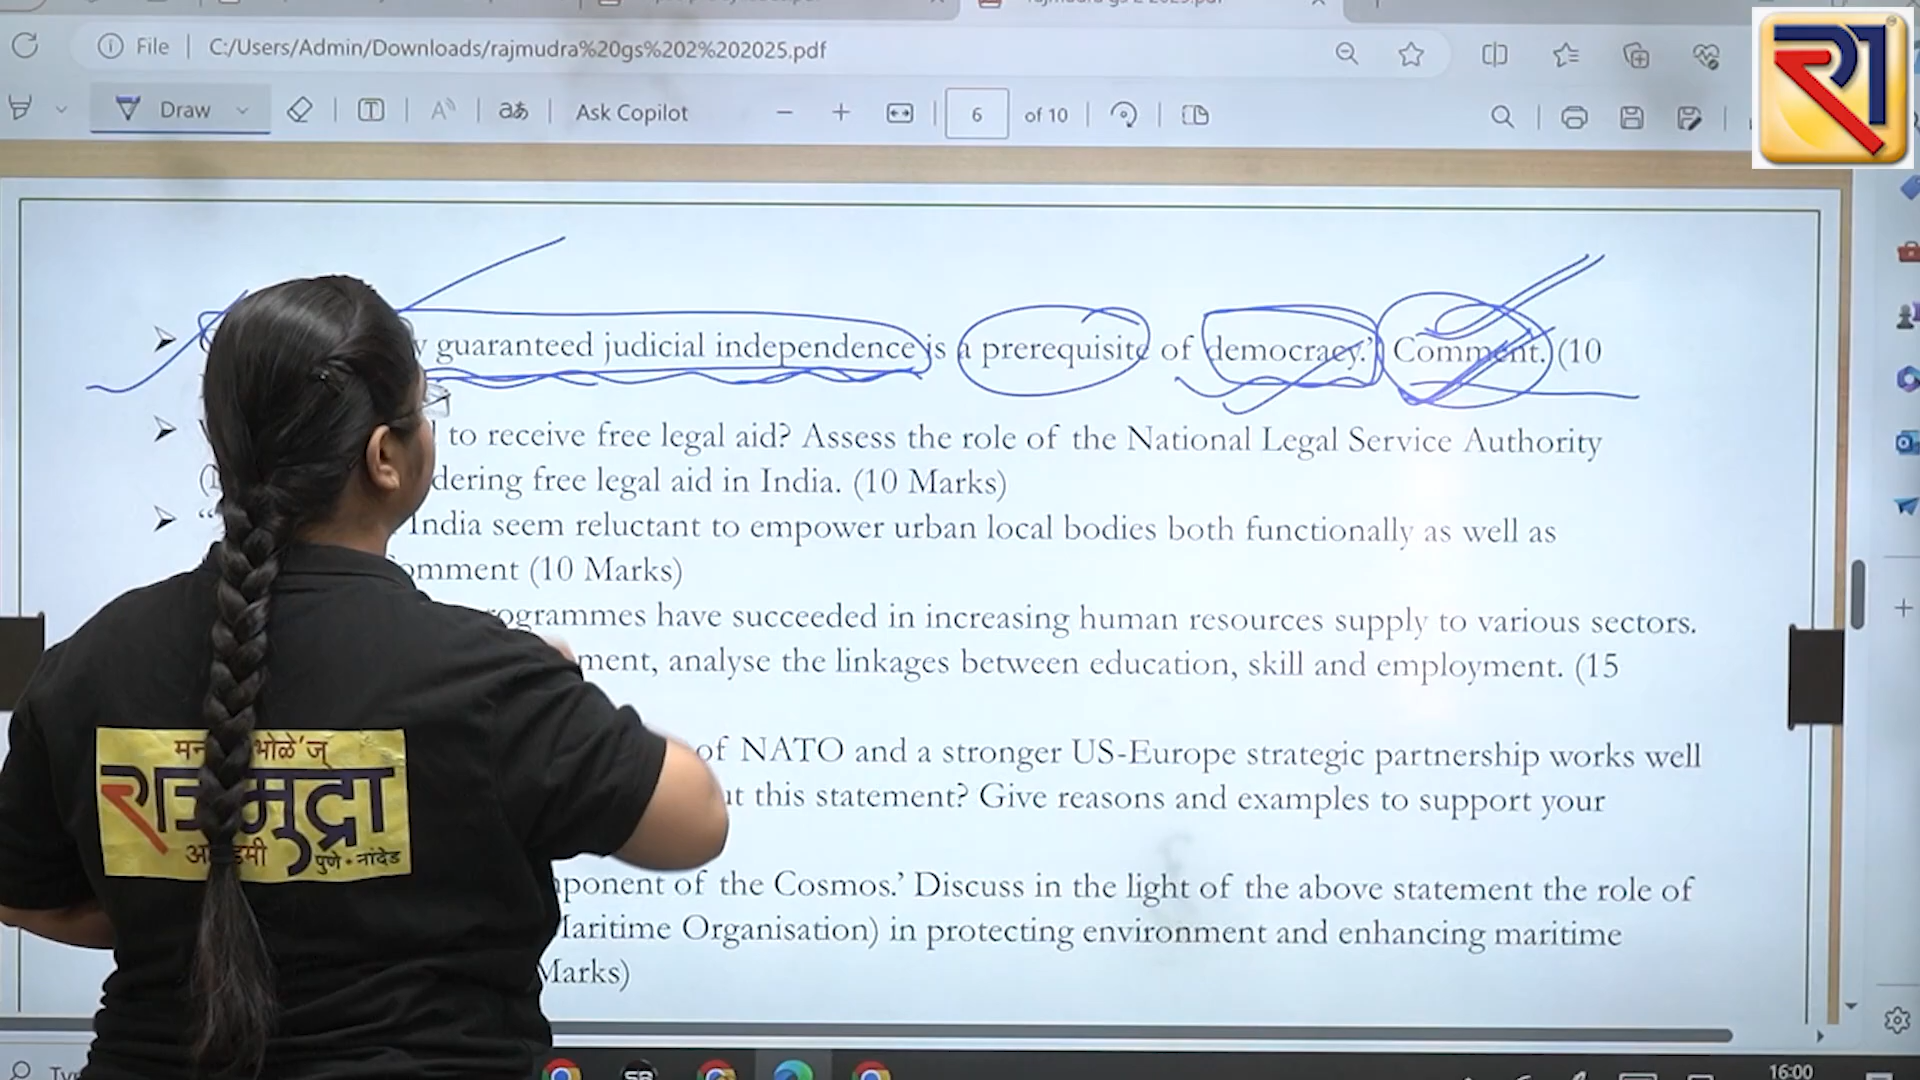 File
C:/Users/Admin/Downloads/rajmudra%20gs%202%202025.pdf
Draw
Ask Copilot
6
of 10
guaranteed judicial independence is a prerequisite of democracy.' Comment. (10
to receive free legal aid? Assess the role of the National Legal Service Authority
dering free legal aid in India. (10 Marks)
India seem reluctant to empower urban local bodies both functionally as well as
omment (10 Marks)
ogrammes have succeeded in increasing human resources supply to various sectors.
ment, analyse the linkages between education, skill and employment. (15
of NATO and a stronger US-Europe strategic partnership works well
t this statement? Give reasons and examples to support your
ponent of the Cosmos.' Discuss in the light of the above statement the role of
Maritime Organisation) in protecting environment and enhancing maritime
Marks)
राजमुद्रा
पुणे • नांदेड
16:00